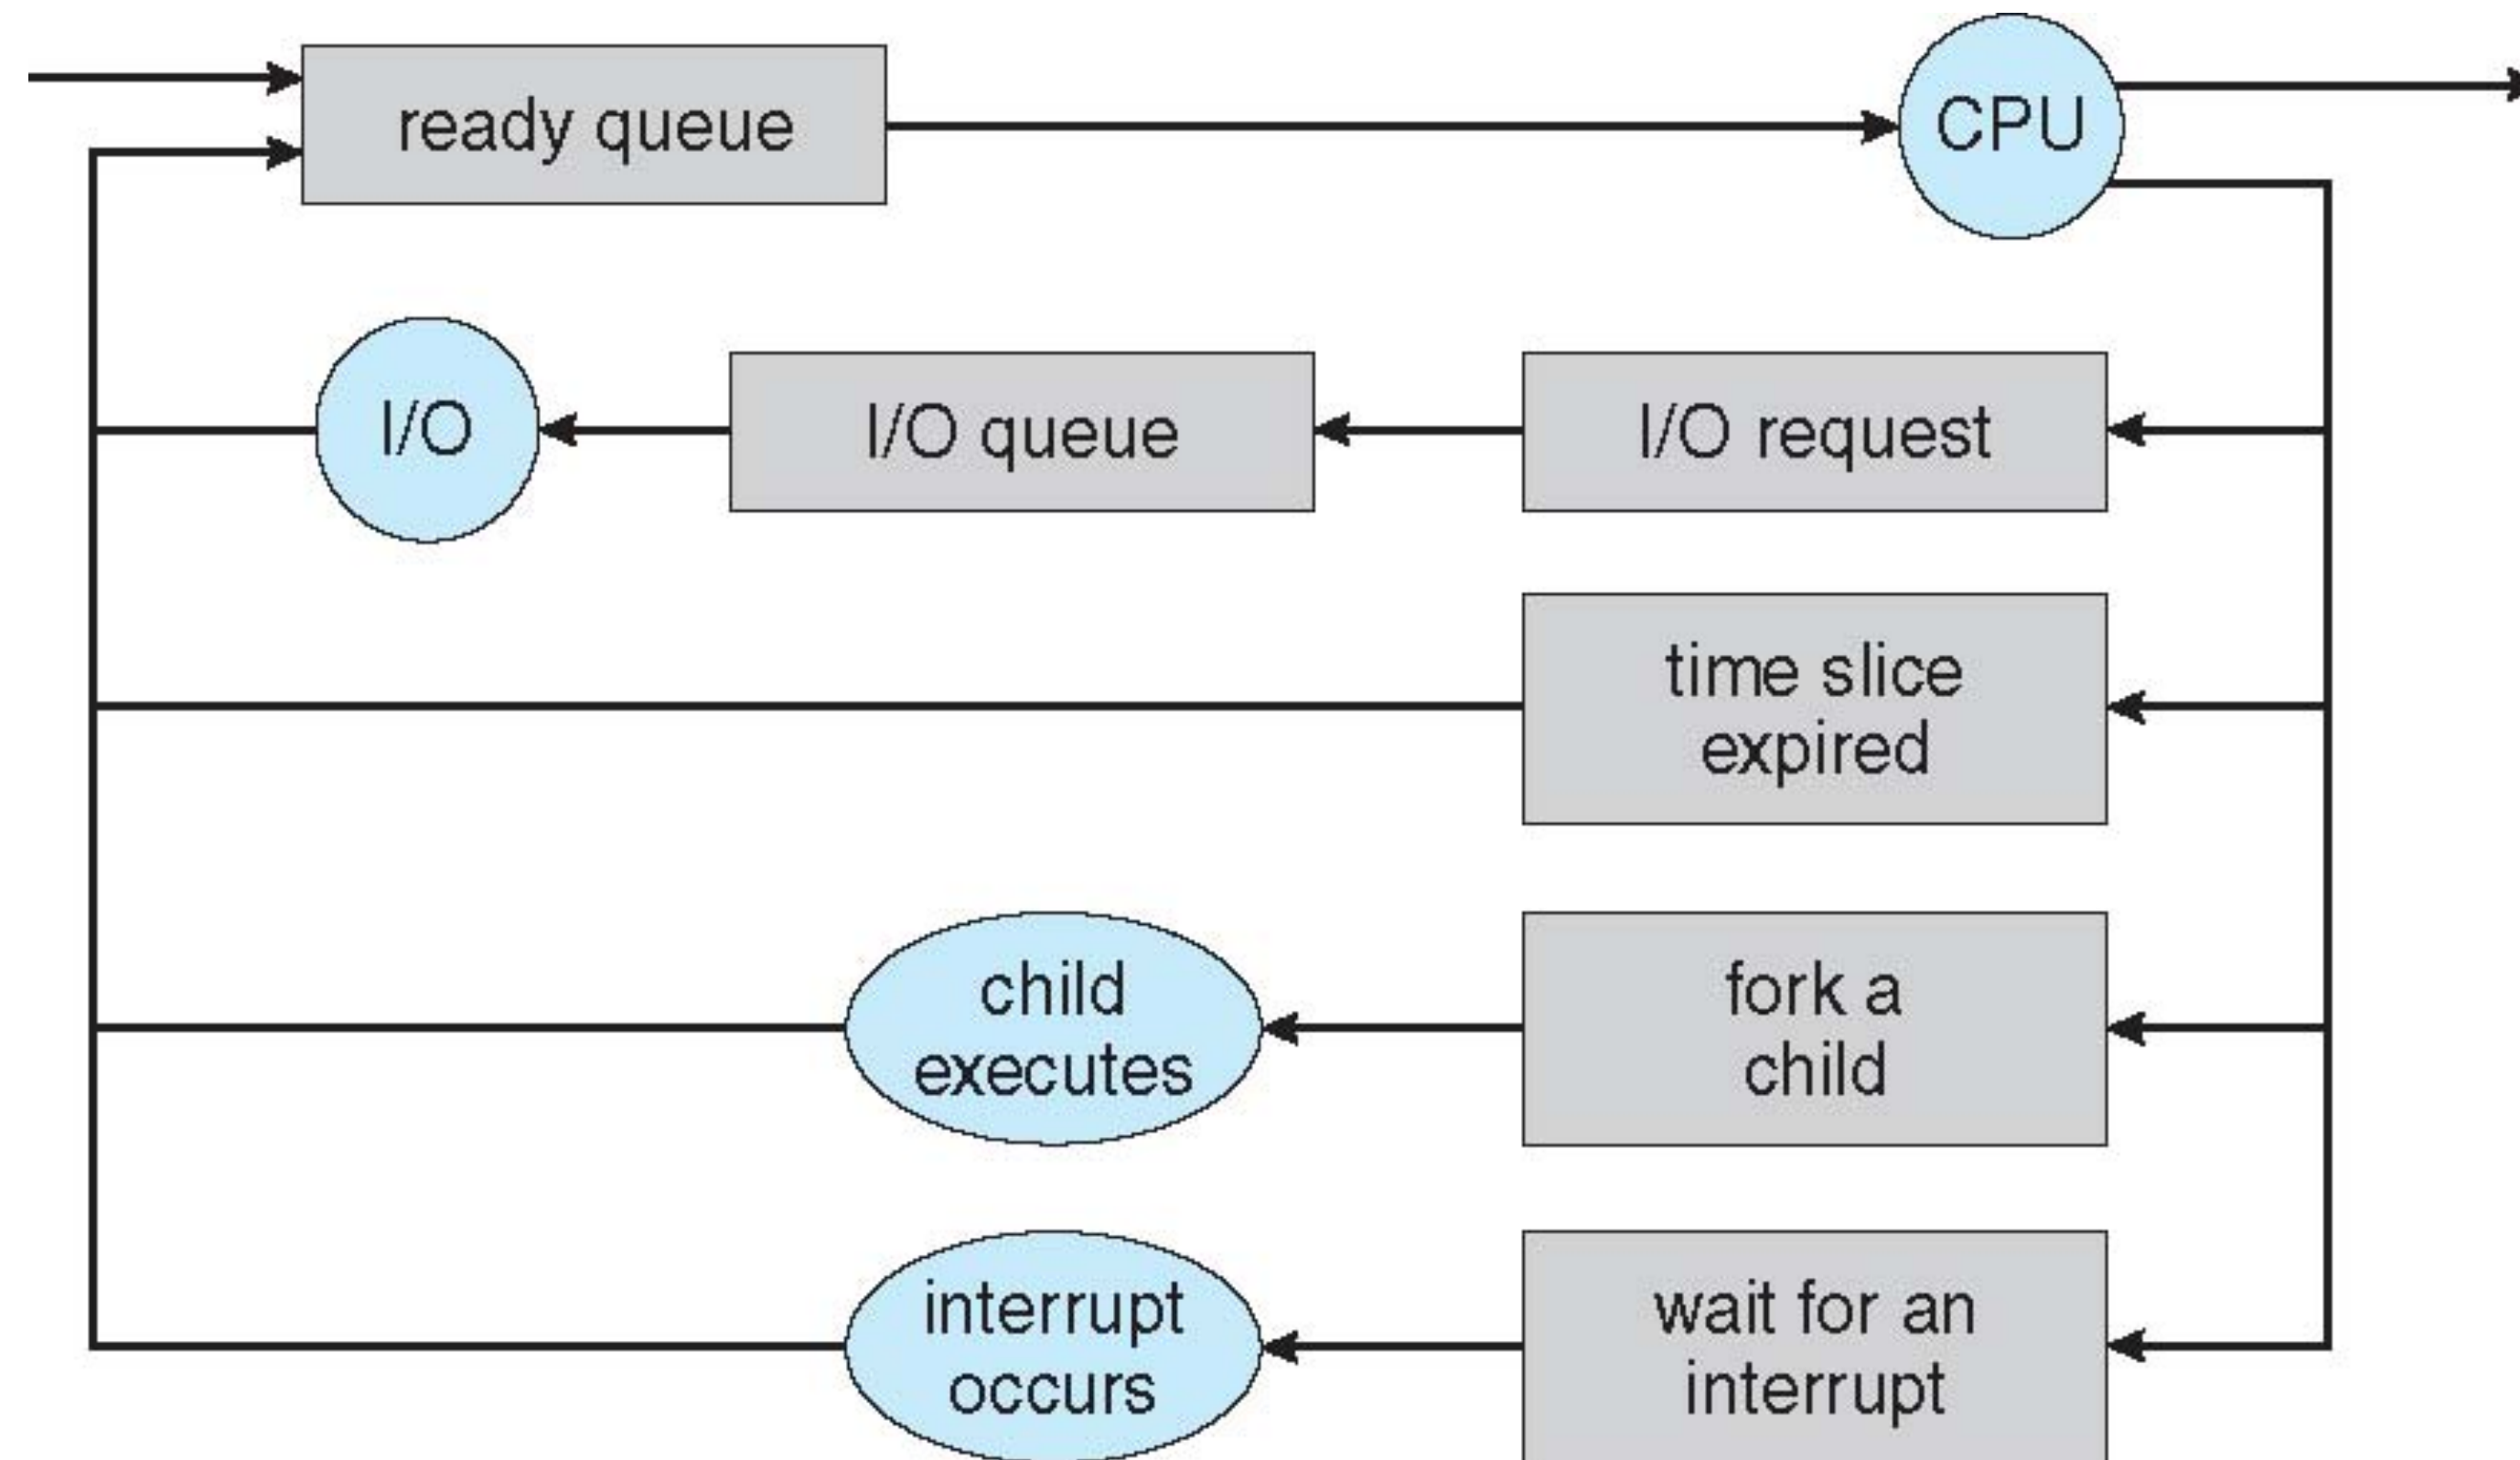 ready queue
CPU
I/O
I/O queue
I/O request
time slice
expired
child
executes
fork a
child
interrupt
occurs
wait for an
interrupt